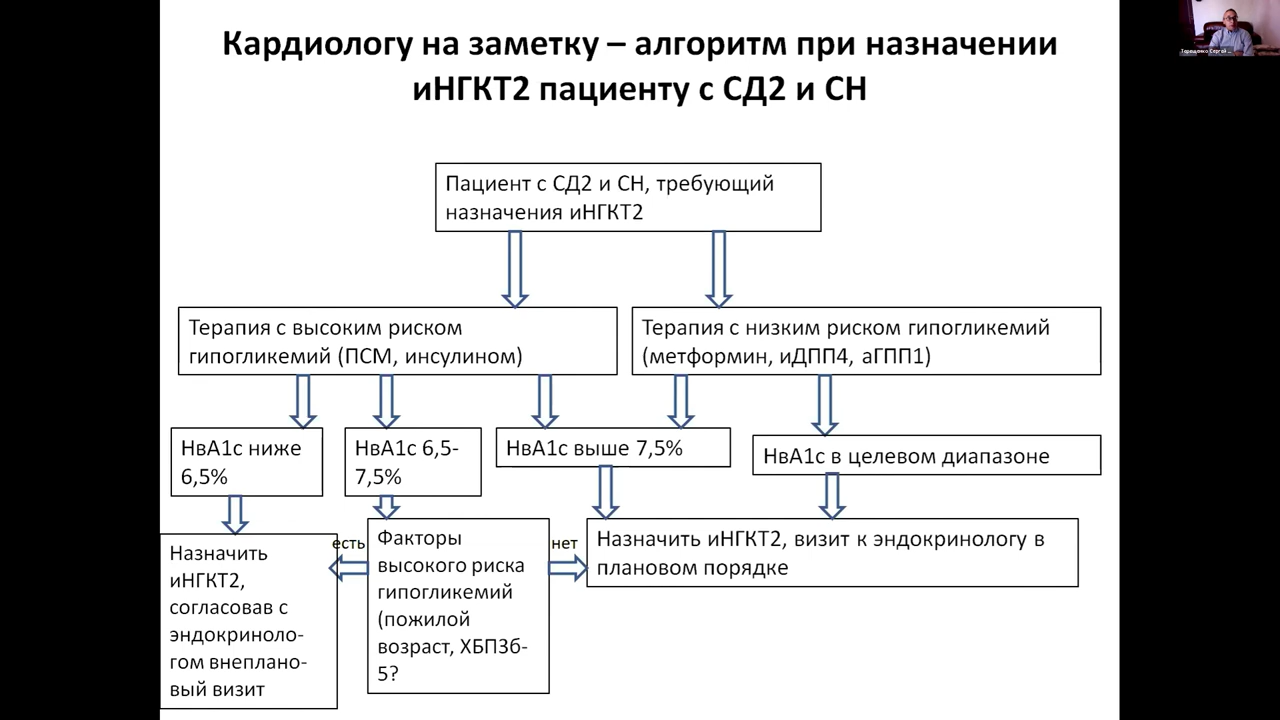 Кардиологу на заметку – алгоритм при назначении
иНГКТ2 пациенту с СД2 и СН
Терещенко Сергей ...
Пациент с СД2 и СН, требующий
назначения иНГКТ2
Терапия с высоким риском
гипогликемий (ПСМ, инсулином)
Терапия с низким риском гипогликемий
(метформин, иДПП4, аГПП1)
НвА1с ниже
6,5%
НвА1с 6,5-
7,5%
НвА1с выше 7,5%
НвА1с в целевом диапазоне
Назначить
иНГКТ2,
согласовав с
эндокриноло-
гом внеплано-
вый визит
есть
Факторы
высокого риска
гипогликемий
(пожилой
возраст, ХБП3б-
5?
нет
Назначить иНГКТ2, визит к эндокринологу в
плановом порядке